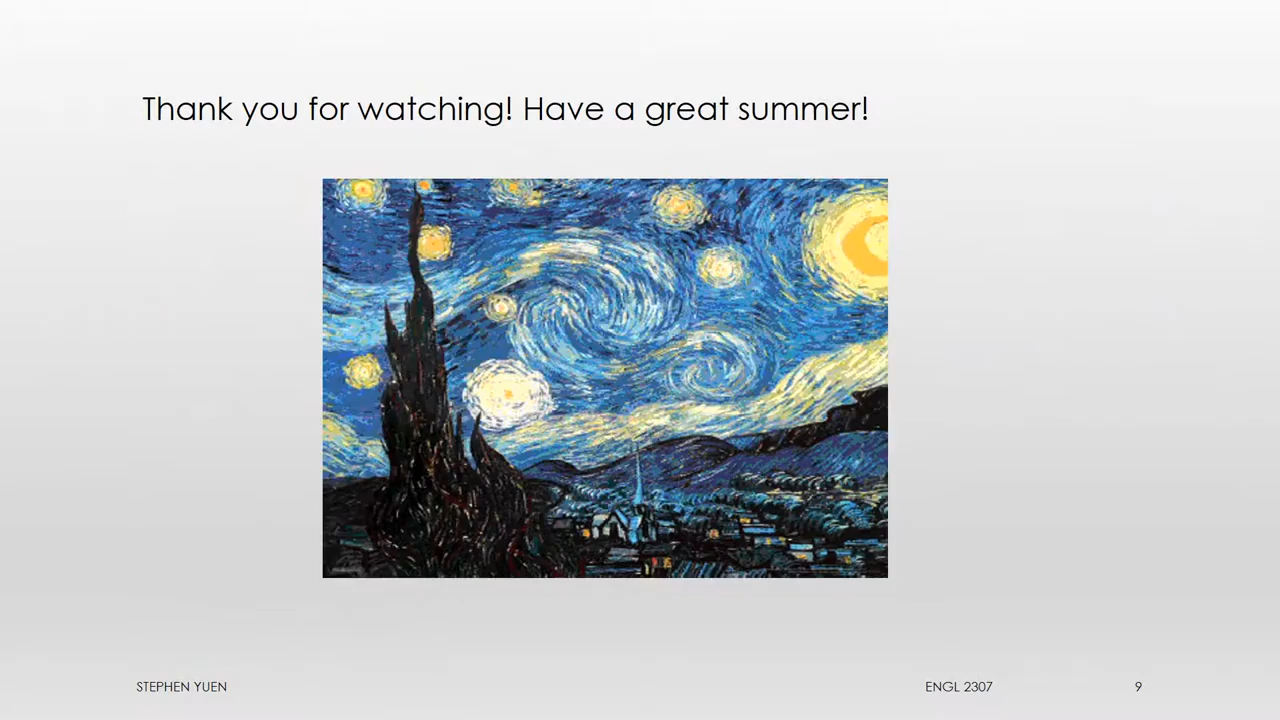 Thank you for watching! Have a great summer!
STEPHEN YUEN
ENGL 2307
9